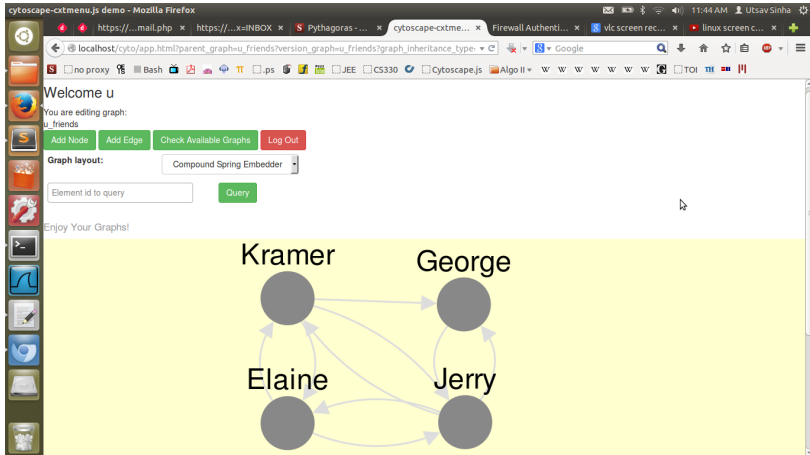 cytoscape-cxtmenu.js demo - Mozilla Firefox
11:44 AM Utsav Sinha
https://...mail.php × https://...x=INBOX × Pythagoras - ... × cytoscape-cxtme... × Firewall Authenti... × vlc screen rec... × linux screen c... ×
localhost/cyto/app.html?parent_graph=u_friends?version_graph=u_friends?graph_inheritance_type- Google
no proxy Bash .ps JEE CS330 Cytoscape.js Algo II TOI
Welcome u
You are editing graph:
u_friends
Add Node Add Edge Check Available Graphs Log Out
Graph layout: Compound Spring Embedder
Element id to query Query
Enjoy Your Graphs!
Kramer
George
Elaine
Jerry